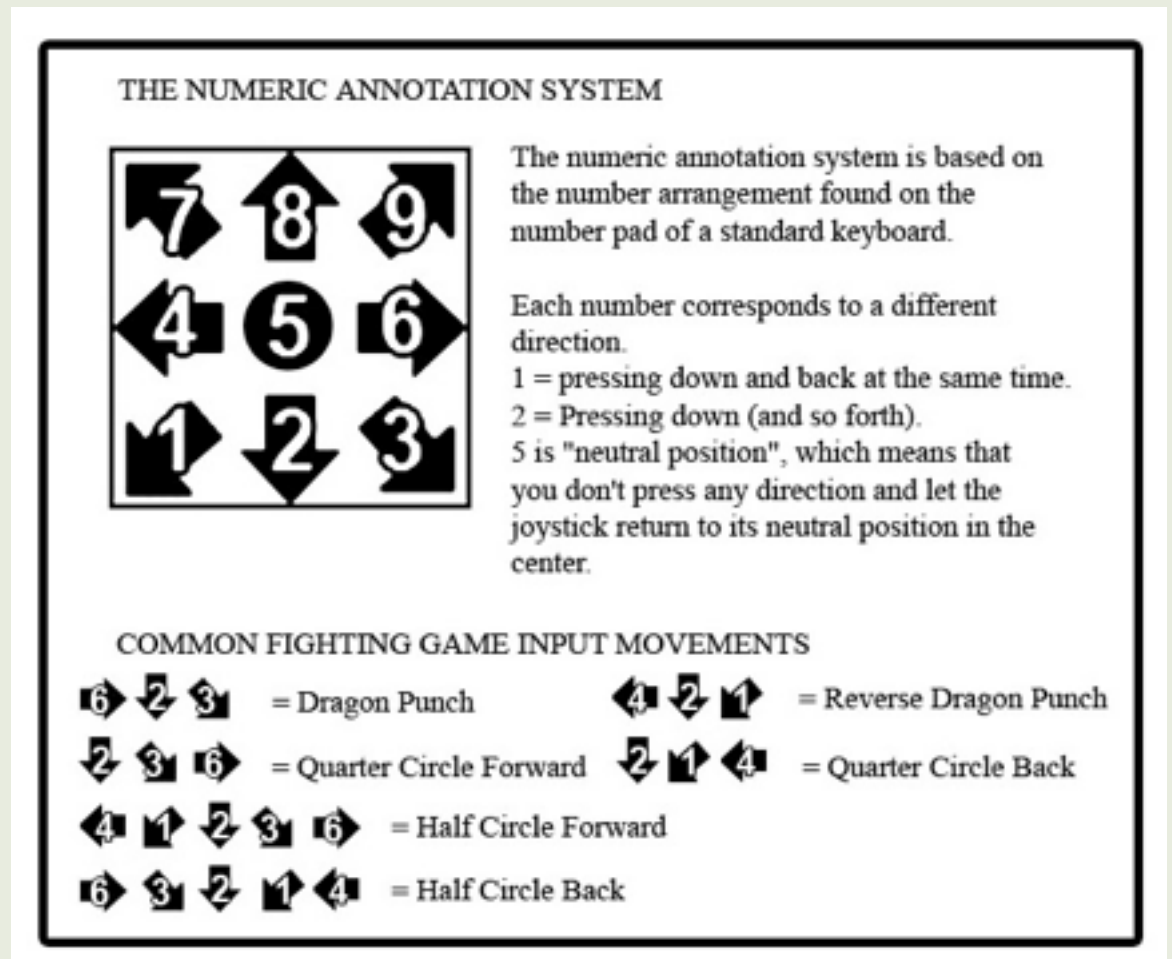 THE NUMERIC ANNOTATION SYSTEM
7 8 9
4 5 6
1 2 3
The numeric annotation system is based on
the number arrangement found on the
number pad of a standard keyboard.
Each number corresponds to a different
direction.
1 = pressing down and back at the same time.
2 = Pressing down (and so forth).
5 is "neutral position", which means that
you don't press any direction and let the
joystick return to its neutral position in the
center.
COMMON FIGHTING GAME INPUT MOVEMENTS
6 2 3 = Dragon Punch
4 2 1 = Reverse Dragon Punch
2 3 6 = Quarter Circle Forward
2 1 4 = Quarter Circle Back
4 1 2 3 6 = Half Circle Forward
6 3 2 1 4 = Half Circle Back